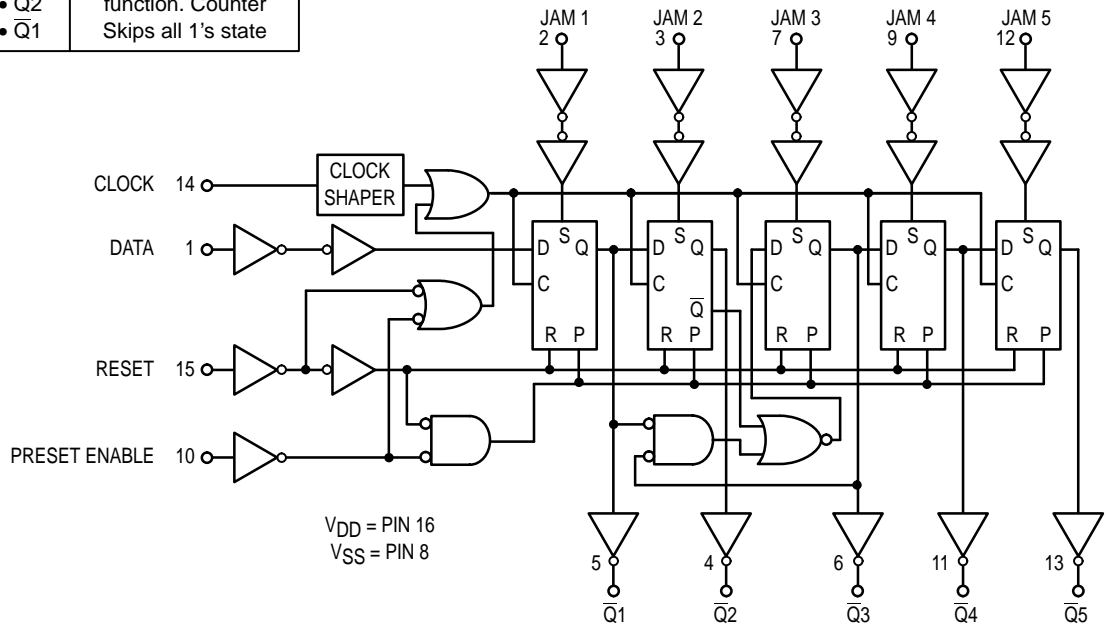 • Q2
• Q̅1
function. Counter
Skips all 1's state
JAM 1
2
JAM 2
3
JAM 3
7
JAM 4
9
JAM 5
12
CLOCK 14
CLOCK
SHAPER
DATA 1
RESET 15
PRESET ENABLE 10
S
D Q
C
R P
S
D Q
C
Q̅
R P
S
D Q
C
R P
S
D Q
C
R P
S
D Q
C
R P
VDD = PIN 16
VSS = PIN 8
5
4
6
11
13
Q̅1
Q̅2
Q̅3
Q̅4
Q̅5